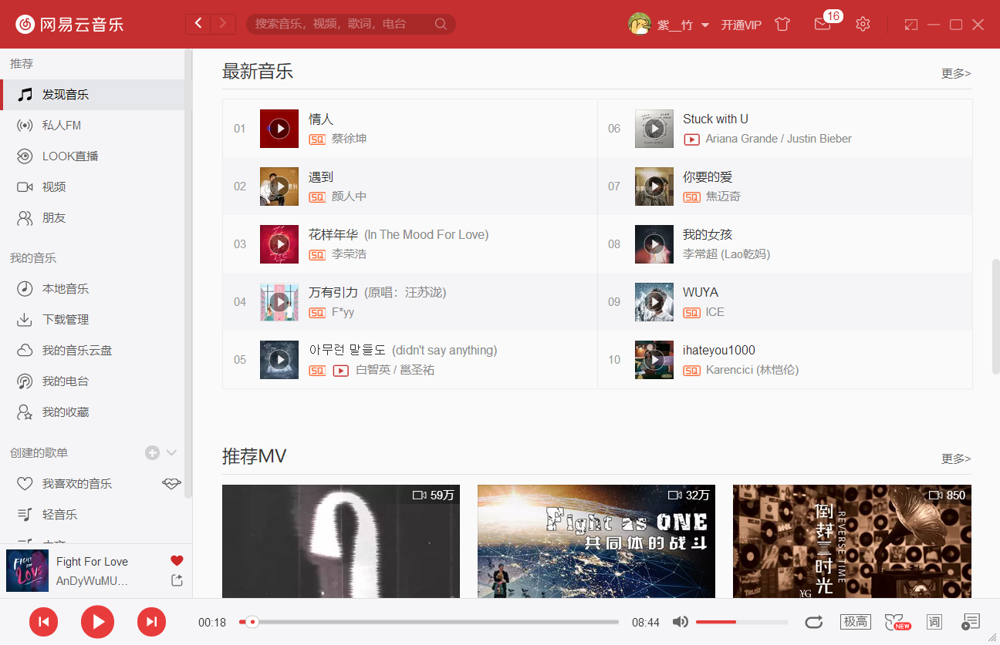 网易云音乐
搜索音乐，视频，歌词，电台
紫__竹
开通VIP
16
推荐
发现音乐
私人FM
LOOK直播
视频
朋友
我的音乐
本地音乐
下载管理
我的音乐云盘
我的电台
我的收藏
创建的歌单
我喜欢的音乐
轻音乐
Fight For Love
AnDyWuMU…
最新音乐
更多>
01
情人
SQ 蔡徐坤
02
遇到
SQ 颜人中
03
花样年华 (In The Mood For Love)
SQ 李荣浩
04
万有引力 (原唱：汪苏泷)
SQ F*yy
05
아무런 말들도 (didn't say anything)
SQ 白智英 / 邕圣祐
06
Stuck with U
Ariana Grande / Justin Bieber
07
你要的爱
SQ 焦迈奇
08
我的女孩
李常超 (Lao乾妈)
09
WUYA
SQ ICE
10
ihateyou1000
SQ Karencici (林恺伦)
推荐MV
更多>
59万
32万
Fight as ONE
共同体的战斗
850
倒转时光
REVERSE TIME
YG
TRUST
FIGHT FOR LOVE
00:18
08:44
极高
NEW
词